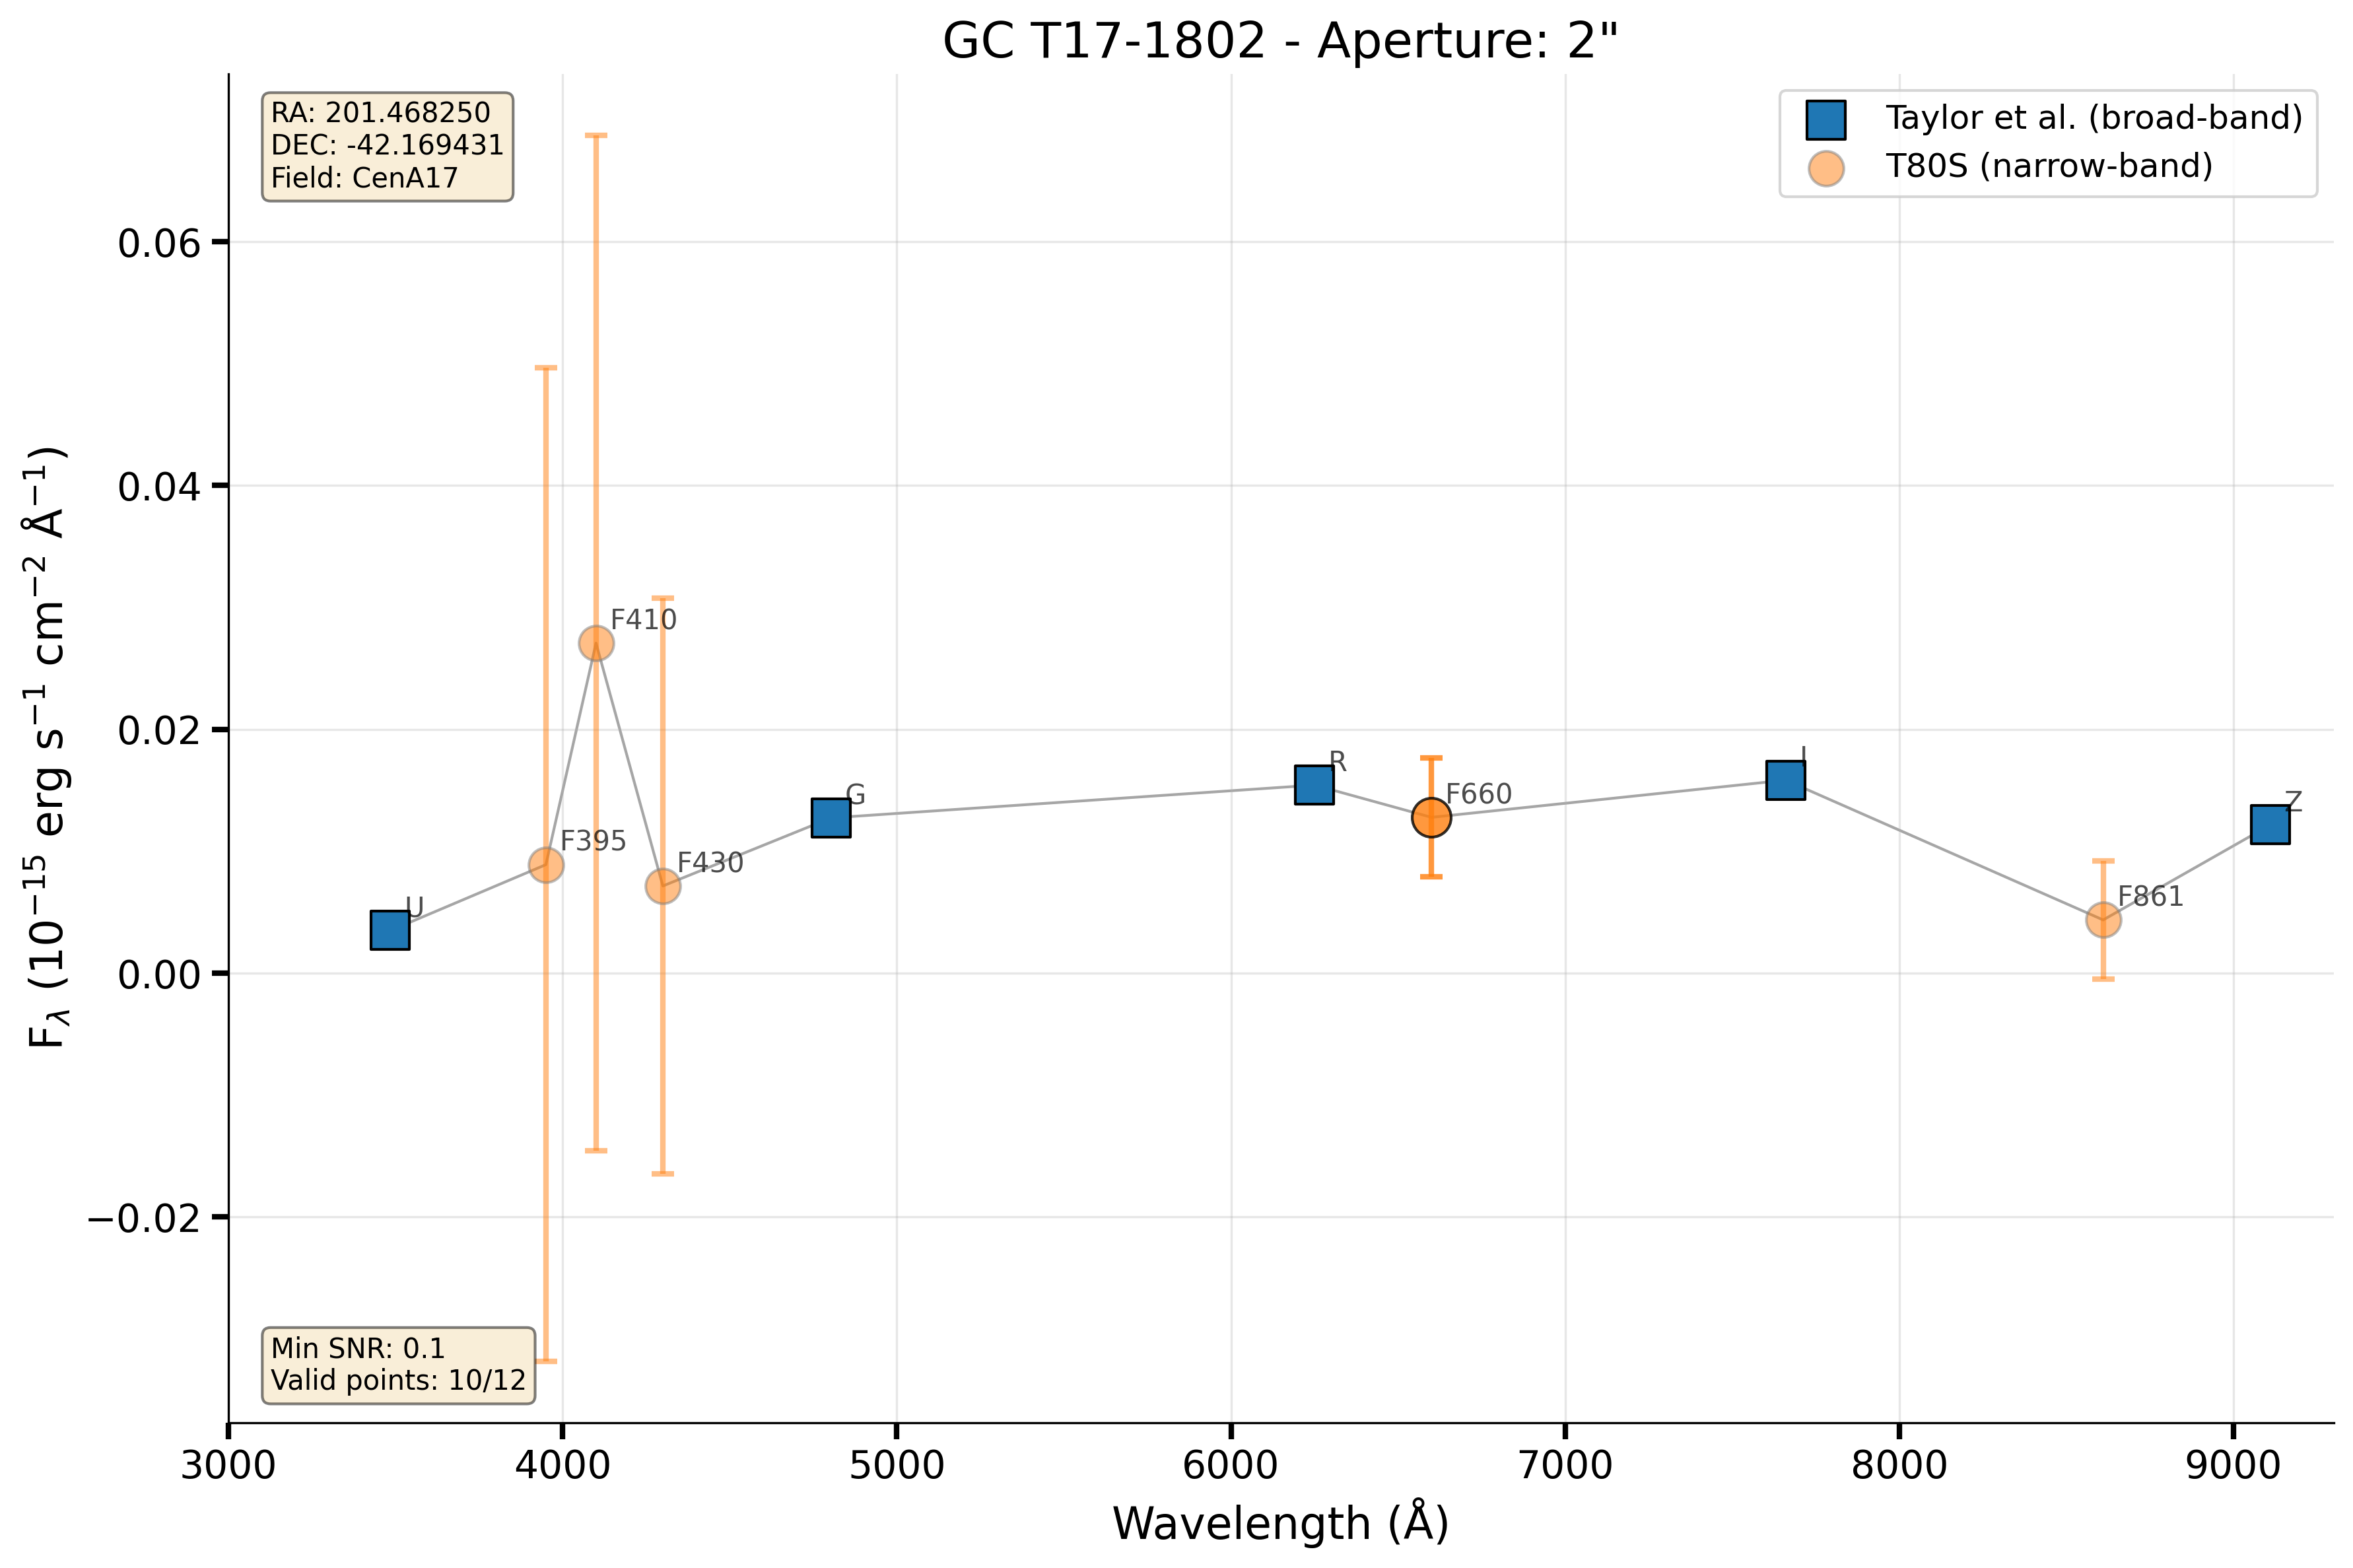 GC T17-1802 - Aperture: 2"
RA: 201.468250
DEC: -42.169431
Field: CenA17
Taylor et al. (broad-band)
T80S (narrow-band)
0.06
0.04
0.02
0.00
−0.02
F_λ (10⁻¹⁵ erg s⁻¹ cm⁻² Å⁻¹)
U
F395
F410
F430
G
R
F660
I
F861
Z
Min SNR: 0.1
Valid points: 10/12
3000 4000 5000 6000 7000 8000 9000
Wavelength (Å)